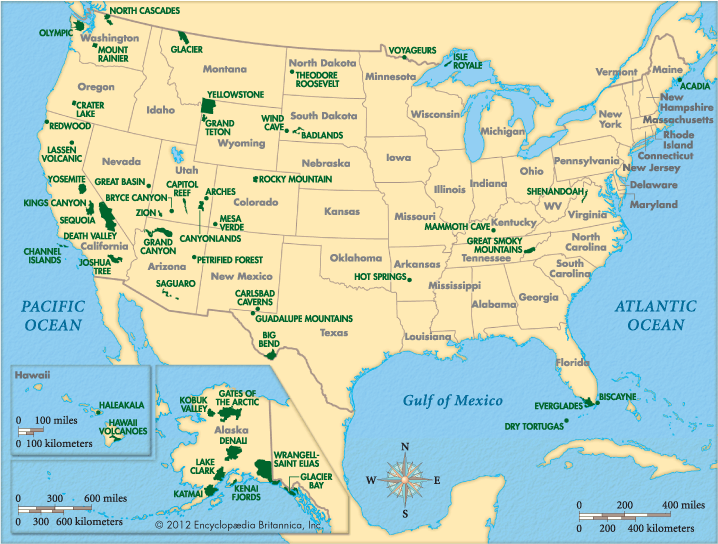 NORTH CASCADES
OLYMPIC
Washington
MOUNT
RAINIER
GLACIER
Montana
North Dakota
THEODORE
ROOSEVELT
Minnesota
VOYAGEURS
ISLE
ROYALE
Vermont
Maine
ACADIA
New
Hampshire
Massachusetts
Rhode
Island
Connecticut
New Jersey
Delaware
Maryland
Oregon
CRATER
LAKE
REDWOOD
Idaho
YELLOWSTONE
GRAND
TETON
Wyoming
WIND
CAVE
South Dakota
BADLANDS
Wisconsin
Michigan
New
York
Pennsylvania
LASSEN
VOLCANIC
Nevada
Utah
Nebraska
Iowa
Illinois
Indiana
Ohio
SHENANDOAH
WV
Virginia
YOSEMITE
GREAT BASIN
BRYCE CANYON
CAPITOL
REEF
ARCHES
ROCKY MOUNTAIN
Colorado
Kansas
Missouri
MAMMOTH CAVE
Kentucky
KINGS CANYON
SEQUOIA
ZION
MESA
VERDE
DEATH VALLEY
California
GRAND
CANYON
CANYONLANDS
GREAT SMOKY
MOUNTAINS
Tennessee
North
Carolina
South
Carolina
CHANNEL
ISLANDS
JOSHUA
TREE
Arizona
PETRIFIED FOREST
New Mexico
Oklahoma
Arkansas
HOT SPRINGS
SAGUARO
CARLSBAD
CAVERNS
GUADALUPE MOUNTAINS
Texas
BIG
BEND
Mississippi
Alabama
Georgia
Louisiana
Florida
PACIFIC
OCEAN
ATLANTIC
OCEAN
Gulf of Mexico
EVERGLADES
BISCAYNE
DRY TORTUGAS
Hawaii
HALEAKALA
HAWAII
VOLCANOES
0 100 miles
0 100 kilometers
KOBUK
VALLEY
GATES OF
THE ARCTIC
Alaska
DENALI
LAKE
CLARK
WRANGELL-
SAINT ELIAS
GLACIER
BAY
KATMAI
KENAI
FJORDS
0 300 600 miles
0 300 600 kilometers
© 2012 Encyclopædia Britannica, Inc.
N
W E
S
0 200 400 miles
0 200 400 kilometers